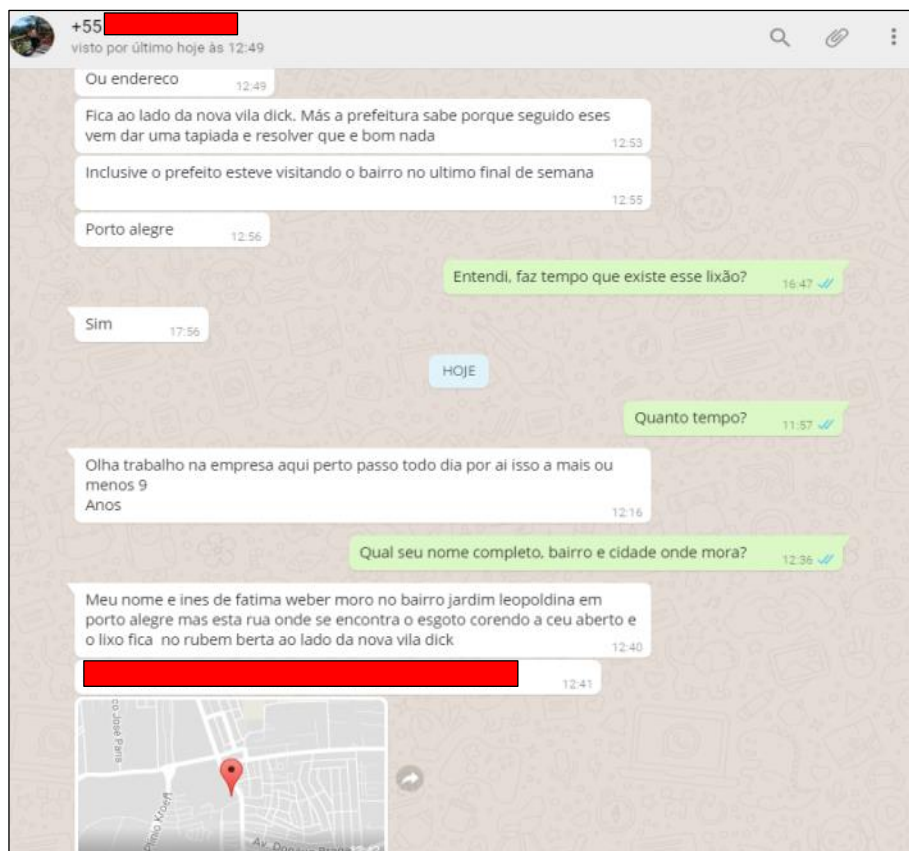 +55
visto por último hoje às 12:49
Ou endereco
12:49
Fica ao lado da nova vila dick. Más a prefeitura sabe porque seguido eses
vem dar uma tapiada e resolver que e bom nada
12:53
Inclusive o prefeito esteve visitando o bairro no ultimo final de semana
12:55
Porto alegre
12:56
Entendi, faz tempo que existe esse lixão?
16:47
Sim
17:56
HOJE
Quanto tempo?
11:57
Olha trabalho na empresa aqui perto passo todo dia por ai isso a mais ou
menos 9
Anos
12:16
Qual seu nome completo, bairro e cidade onde mora?
12:36
Meu nome e ines de fatima weber moro no bairro jardim leopoldina em
porto alegre mas esta rua onde se encontra o esgoto corendo a ceu aberto e
o lixo fica no rubem berta ao lado da nova vila dick
12:40
12:41
co José Paris
Plínio Kroeff
Av.